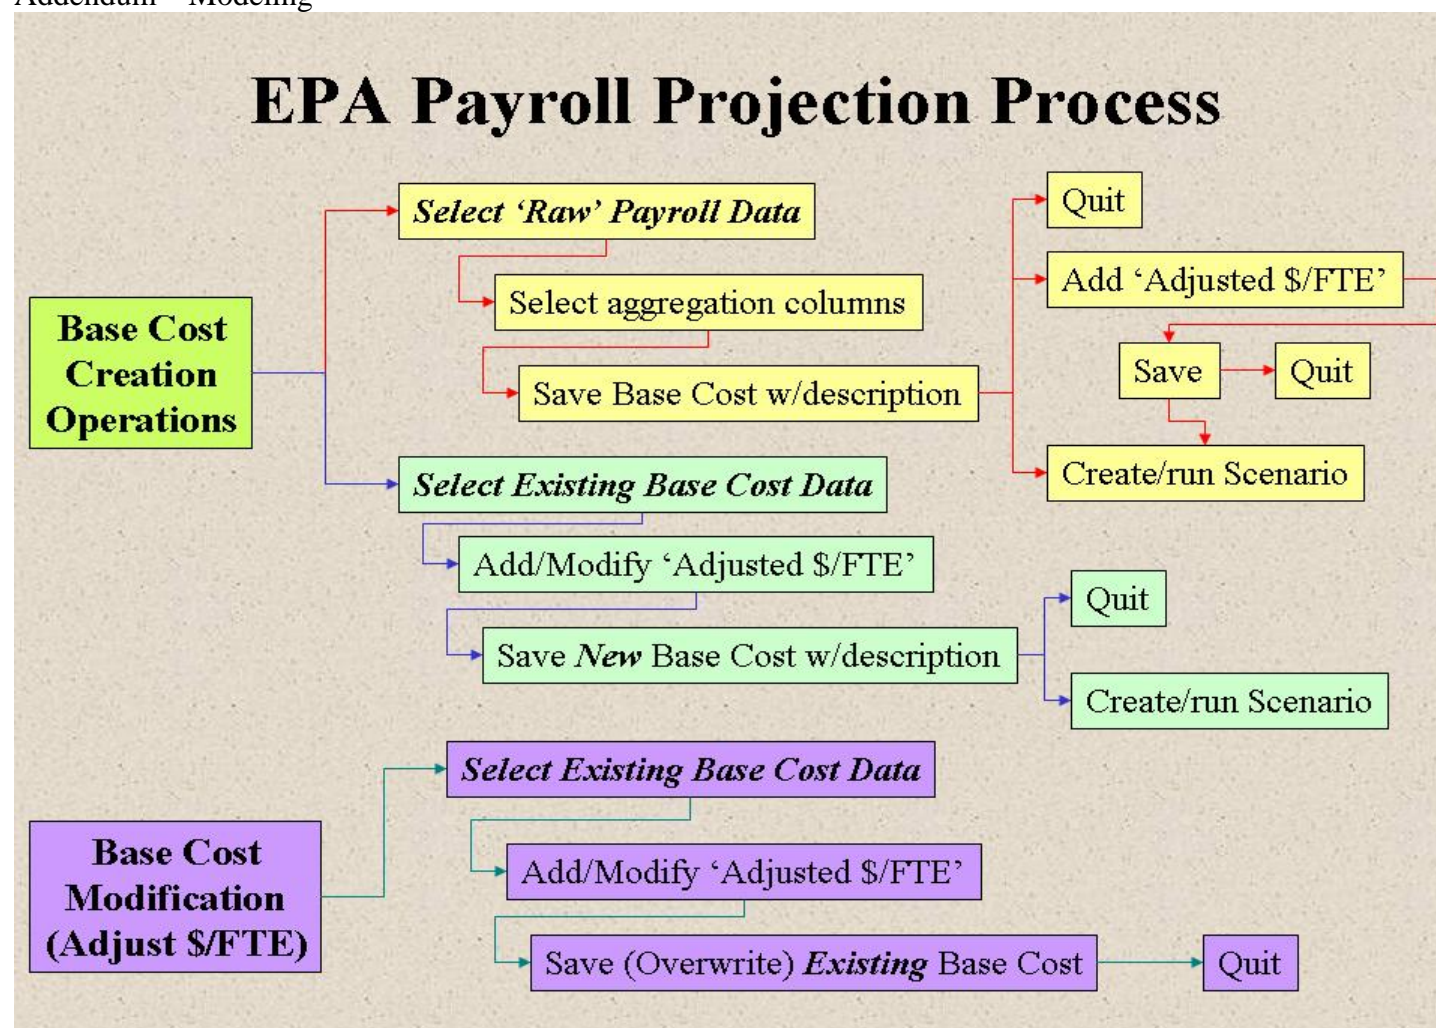 Addendum – Modeling
EPA Payroll Projection Process
Base Cost
Creation
Operations
Select ‘Raw’ Payroll Data
Select aggregation columns
Save Base Cost w/description
Quit
Add ‘Adjusted $/FTE’
Save
Quit
Create/run Scenario
Select Existing Base Cost Data
Add/Modify ‘Adjusted $/FTE’
Save New Base Cost w/description
Quit
Create/run Scenario
Base Cost
Modification
(Adjust $/FTE)
Select Existing Base Cost Data
Add/Modify ‘Adjusted $/FTE’
Save (Overwrite) Existing Base Cost
Quit